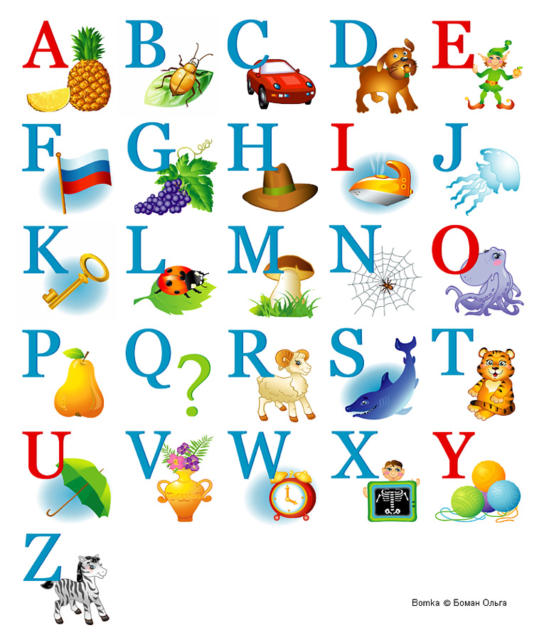 A B C D E
F G H I J
K L M N O
P Q ? R S T
U V W X Y
Z
Bomka © Боман Ольга